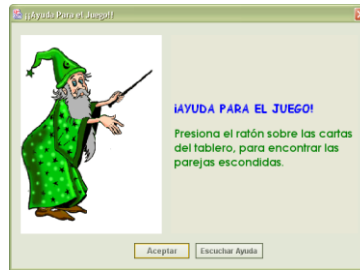 ¡¡Ayuda Para el Juego!!
¡AYUDA PARA EL JUEGO!
Presiona el ratón sobre las cartas
del tablero, para encontrar las
parejas escondidas.
Aceptar
Escuchar Ayuda